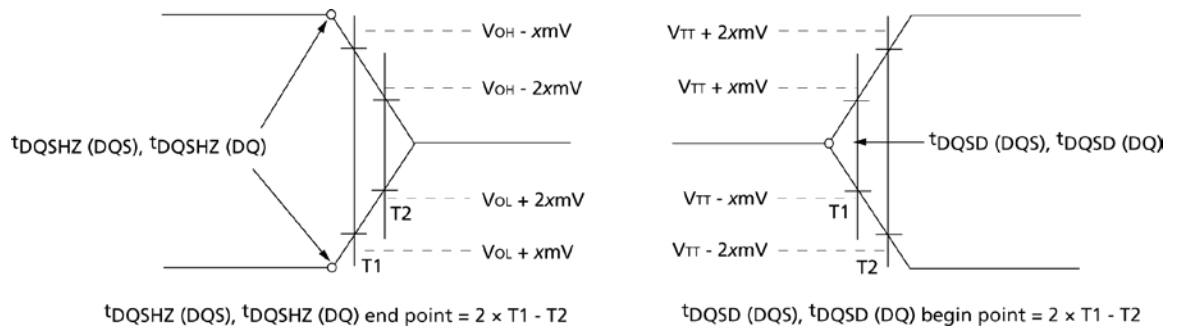 VOH - xmV
VOH - 2xmV
tDQSHZ (DQS), tDQSHZ (DQ)
VOL + 2xmV
T2
VOL + xmV
T1
tDQSHZ (DQS), tDQSHZ (DQ) end point = 2 × T1 - T2
VTT + 2xmV
VTT + xmV
tDQSD (DQS), tDQSD (DQ)
VTT - xmV
T1
VTT - 2xmV
T2
tDQSD (DQS), tDQSD (DQ) begin point = 2 × T1 - T2